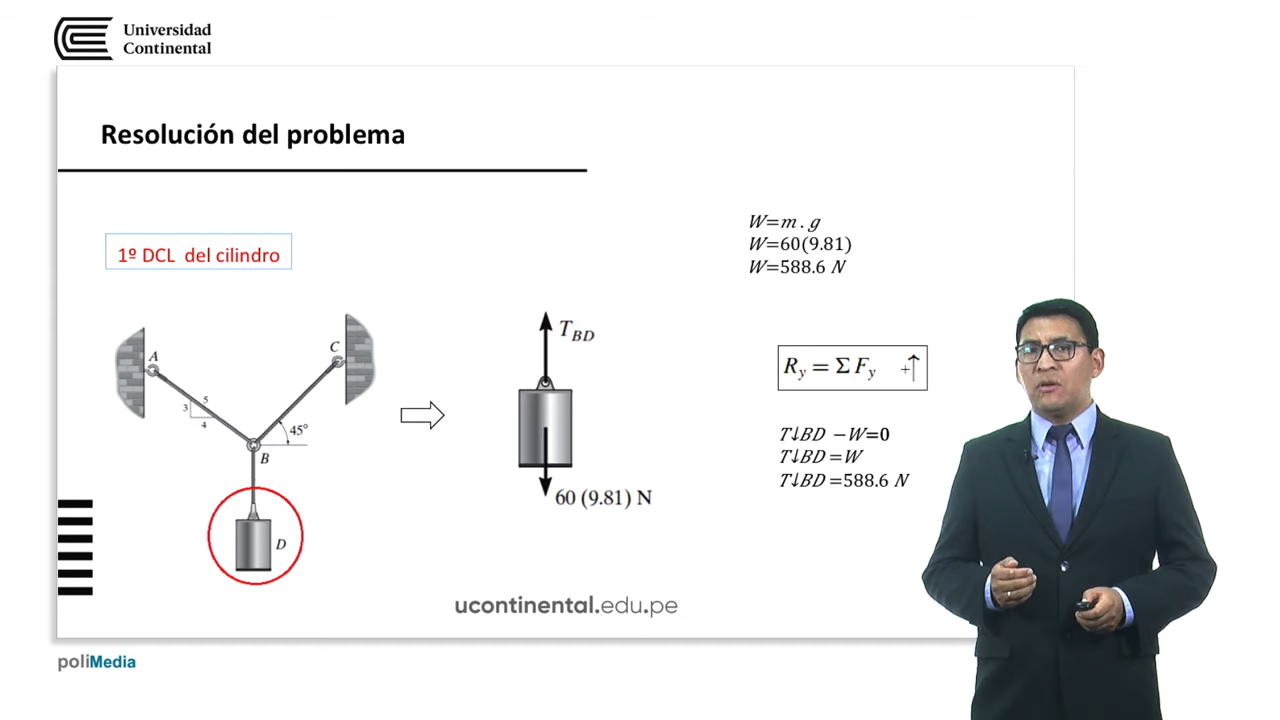 Universidad
Continental
Resolución del problema
1º DCL del cilindro
A
C
5
3
4
45°
B
D
T_BD
60 (9.81) N
W=m . g
W=60(9.81)
W=588.6 N
R_y = Σ F_y +↑
T↓BD −W=0
T↓BD =W
T↓BD =588.6 N
ucontinental.edu.pe
poliMedia